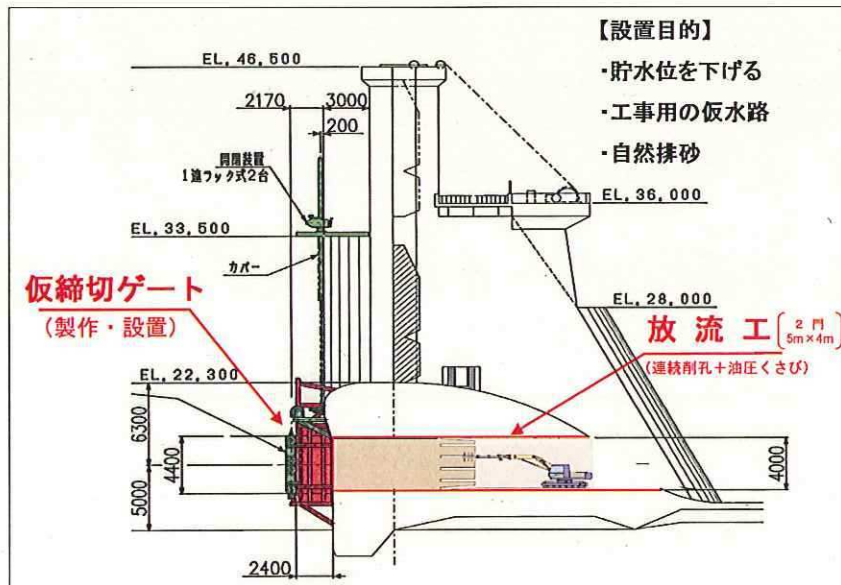 【設置目的】
・貯水位を下げる
・工事用の仮水路
・自然排砂
EL, 46,500
2170
3000
200
開閉装置
1連ラック式2台
EL, 36,000
EL, 33,500
カバー
仮締切ゲート
(製作・設置)
EL, 28,000
放流工
2門
5m×4m
(連続削孔+油圧くさび)
EL, 22,300
6300
4400
5000
4000
2400